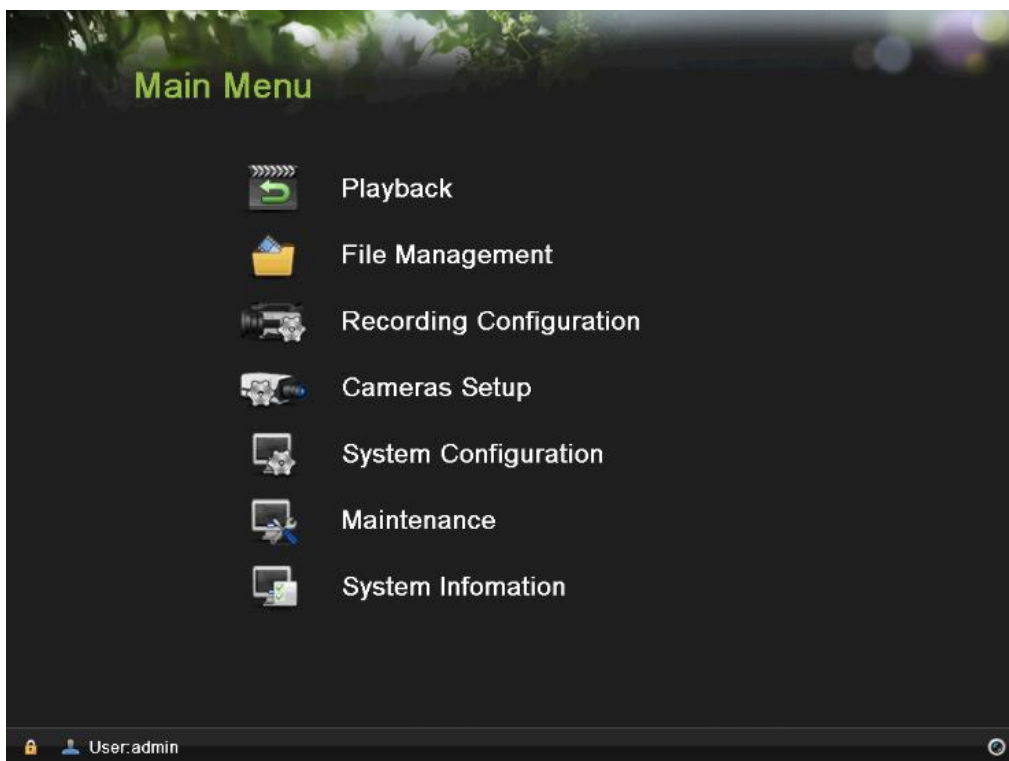 Main Menu
Playback
File Management
Recording Configuration
Cameras Setup
System Configuration
Maintenance
System Infomation
User:admin